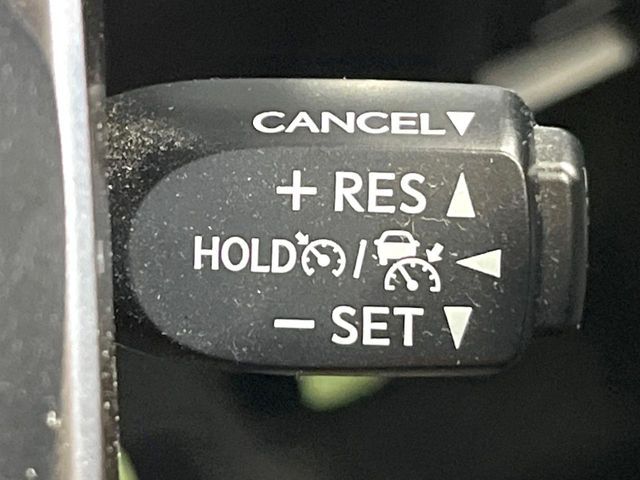 CANCEL▼
+ RES ▲
HOLD / ◀
− SET ▼